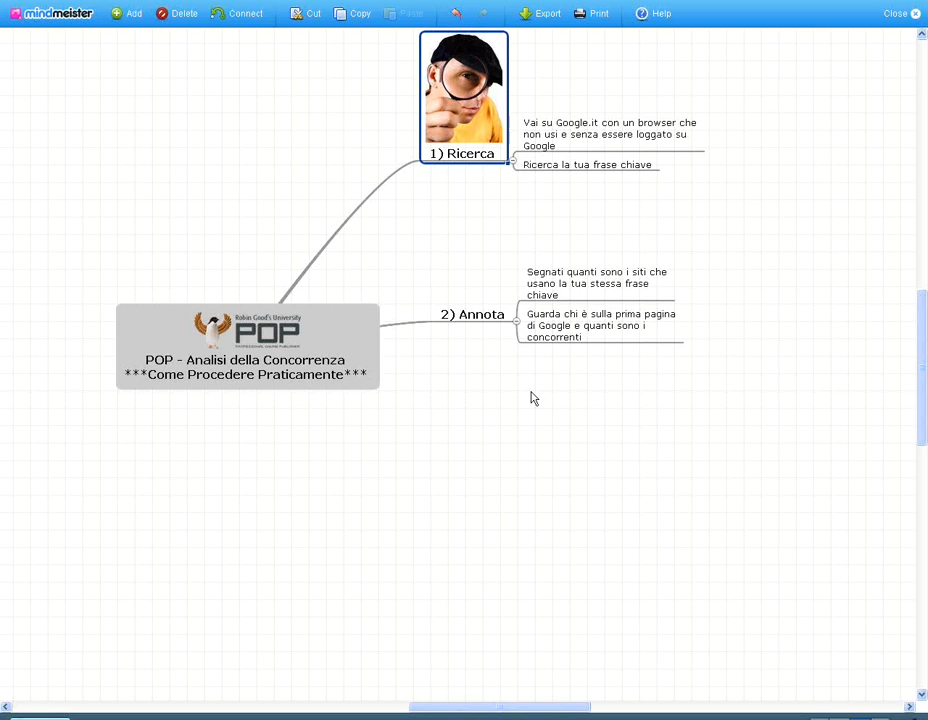 mindmeister Add Delete Connect Cut Copy Paste Export Print Help Close
1) Ricerca
Vai su Google.it con un browser che
non usi e senza essere loggato su
Google
Ricerca la tua frase chiave
2) Annota
Segnati quanti sono i siti che
usano la tua stessa frase
chiave
Guarda chi è sulla prima pagina
di Google e quanti sono i
concorrenti
Robin Good's University
POP
POP - Analisi della Concorrenza
***Come Procedere Praticamente***